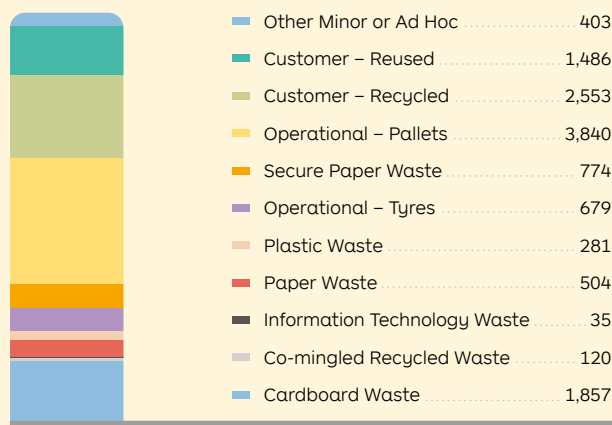 Other Minor or Ad Hoc 403
Customer – Reused 1,486
Customer – Recycled 2,553
Operational – Pallets 3,840
Secure Paper Waste 774
Operational – Tyres 679
Plastic Waste 281
Paper Waste 504
Information Technology Waste 35
Co-mingled Recycled Waste 120
Cardboard Waste 1,857